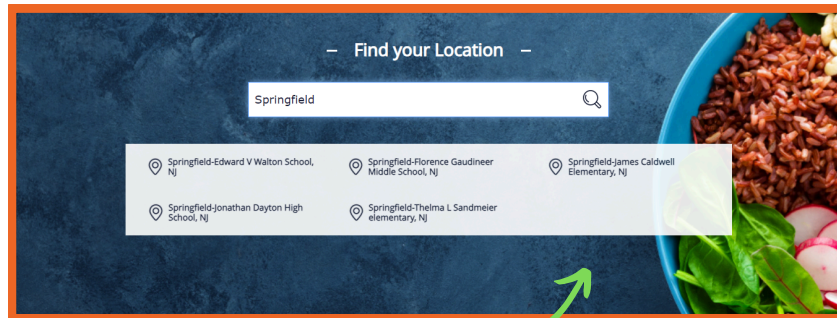 – Find your Location –
Springfield
Springfield-Edward V Walton School,
NJ
Springfield-Florence Gaudineer
Middle School, NJ
Springfield-James Caldwell
Elementary, NJ
Springfield-Jonathan Dayton High
School, NJ
Springfield-Thelma L Sandmeier
elementary, NJ